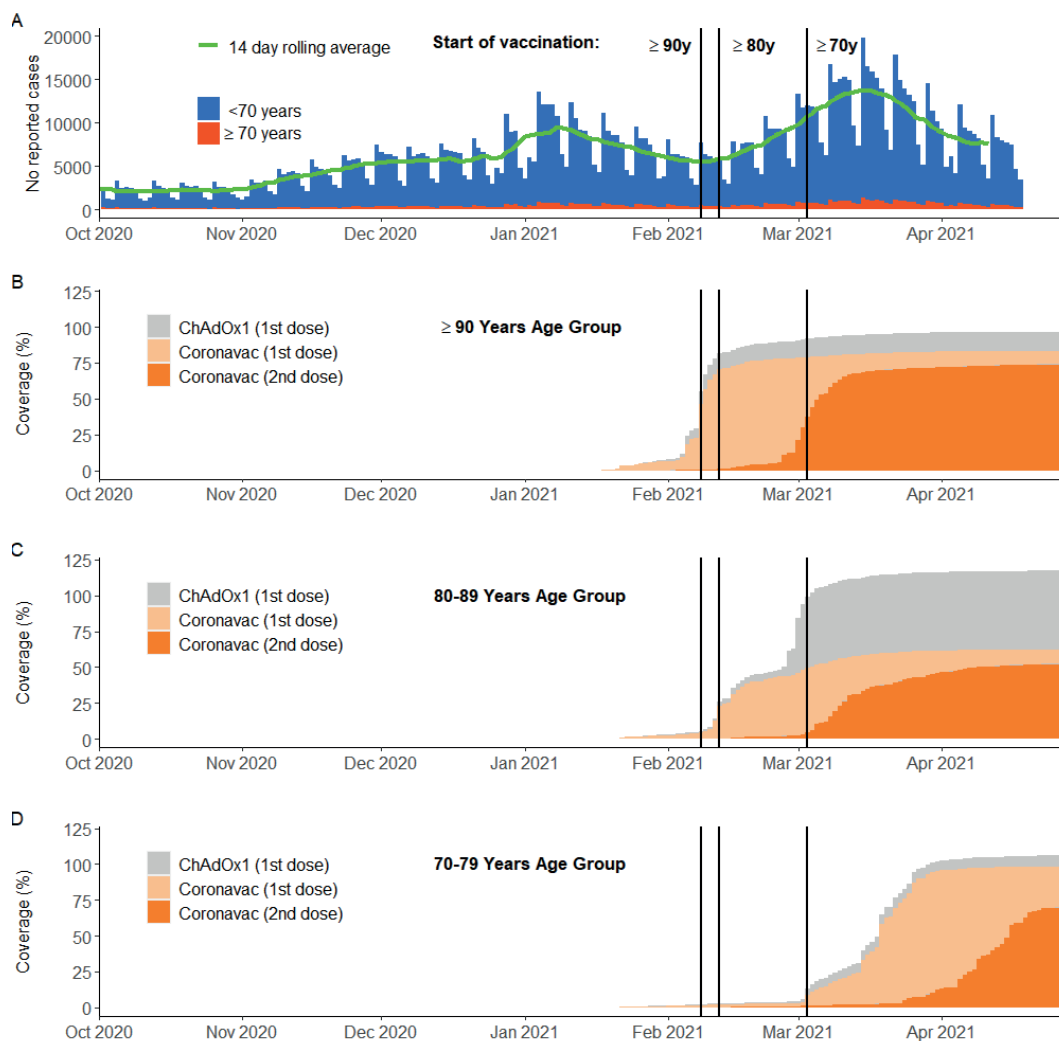 A
20000
15000
10000
5000
0
No reported cases
14 day rolling average
<70 years
≥ 70 years
Start of vaccination:
≥ 90y
≥ 80y
≥ 70y
Oct 2020 Nov 2020 Dec 2020 Jan 2021 Feb 2021 Mar 2021 Apr 2021
B
125
100
75
50
25
0
Coverage (%)
ChAdOx1 (1st dose)
Coronavac (1st dose)
Coronavac (2nd dose)
≥ 90 Years Age Group
Oct 2020 Nov 2020 Dec 2020 Jan 2021 Feb 2021 Mar 2021 Apr 2021
C
125
100
75
50
25
0
Coverage (%)
ChAdOx1 (1st dose)
Coronavac (1st dose)
Coronavac (2nd dose)
80-89 Years Age Group
Oct 2020 Nov 2020 Dec 2020 Jan 2021 Feb 2021 Mar 2021 Apr 2021
D
125
100
75
50
25
0
Coverage (%)
ChAdOx1 (1st dose)
Coronavac (1st dose)
Coronavac (2nd dose)
70-79 Years Age Group
Oct 2020 Nov 2020 Dec 2020 Jan 2021 Feb 2021 Mar 2021 Apr 2021